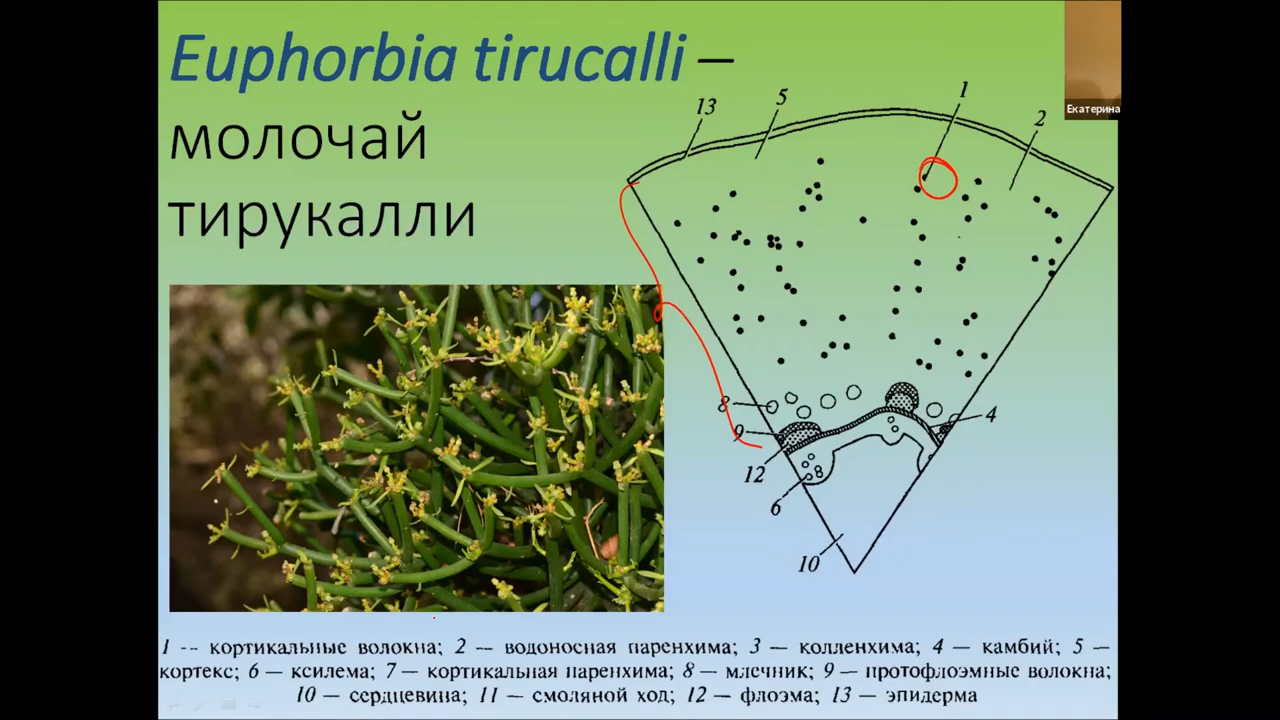 Euphorbia tirucalli –
молочай
тирукалли
Екатерина
13
5
1
2
8
9
4
12
6
10
1 -- кортикальные волокна; 2 — водоносная паренхима; 3 — колленхима; 4 — камбий; 5 —
кортекс; 6 — ксилема; 7 — кортикальная паренхима; 8 — млечник; 9 — протофлоэмные волокна;
10 — сердцевина; 11 — смоляной ход; 12 — флоэма; 13 — эпидерма